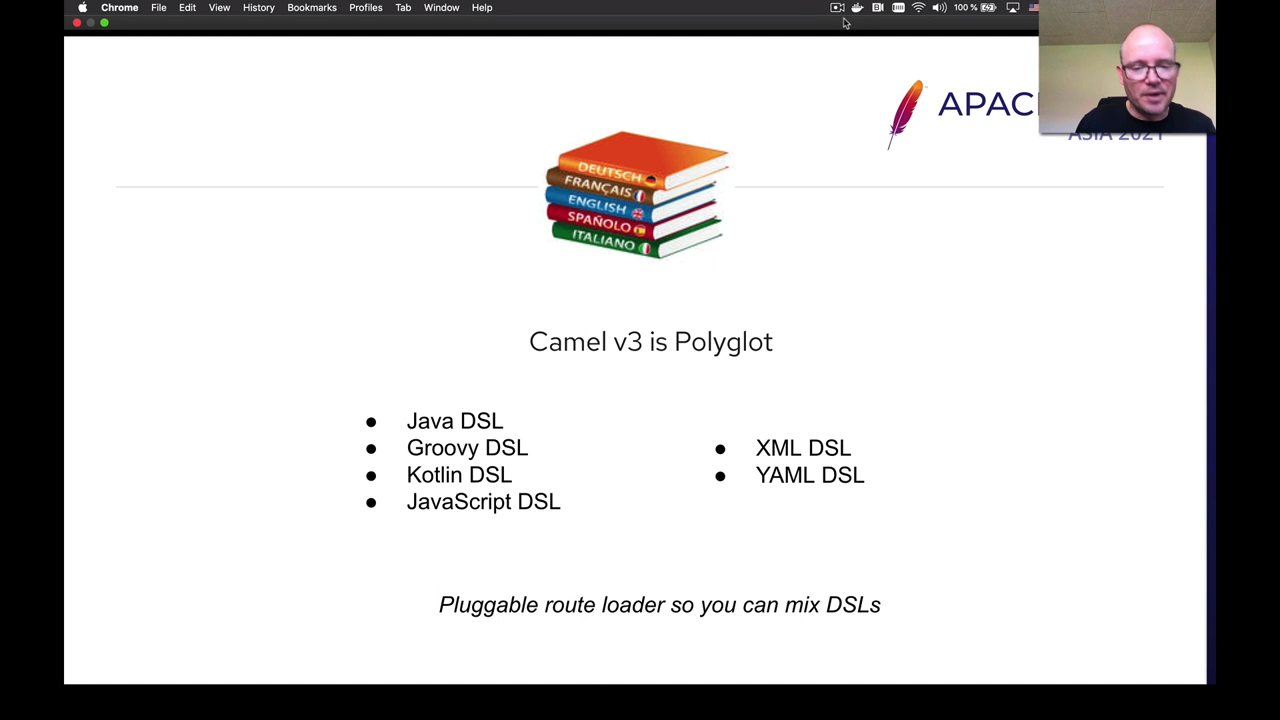 Chrome File Edit View History Bookmarks Profiles Tab Window Help 100 %
APAC
ASIA 2021
DEUTSCH
FRANÇAIS
ENGLISH
SPAÑOLO
ITALIANO
Camel v3 is Polyglot
● Java DSL
● Groovy DSL
● Kotlin DSL
● JavaScript DSL
● XML DSL
● YAML DSL
Pluggable route loader so you can mix DSLs